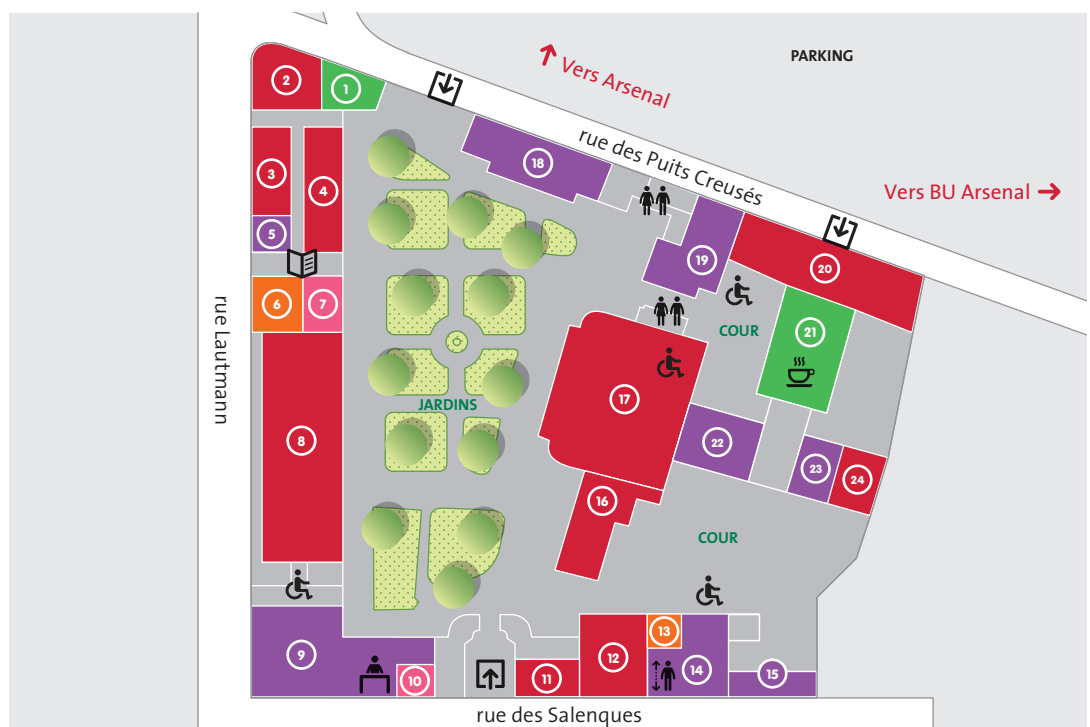 PARKING
Vers Arsenal
rue des Puits Creusés
Vers BU Arsenal
2
1
18
3
4
5
19
20
6
7
COUR
21
rue Lautmann
JARDINS
17
8
22
23
24
16
COUR
9
10
11
12
13
14
15
rue des Salenques